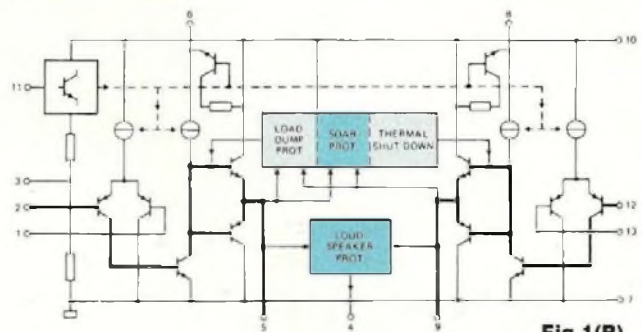 6
8
10
11
LOAD
DUMP
PROT
SOAR
PROT
THERMAL
SHUT DOWN
3
2
1
12
13
LOUD
SPEAKER
PROT
7
5
4
9
Fig 1(B)